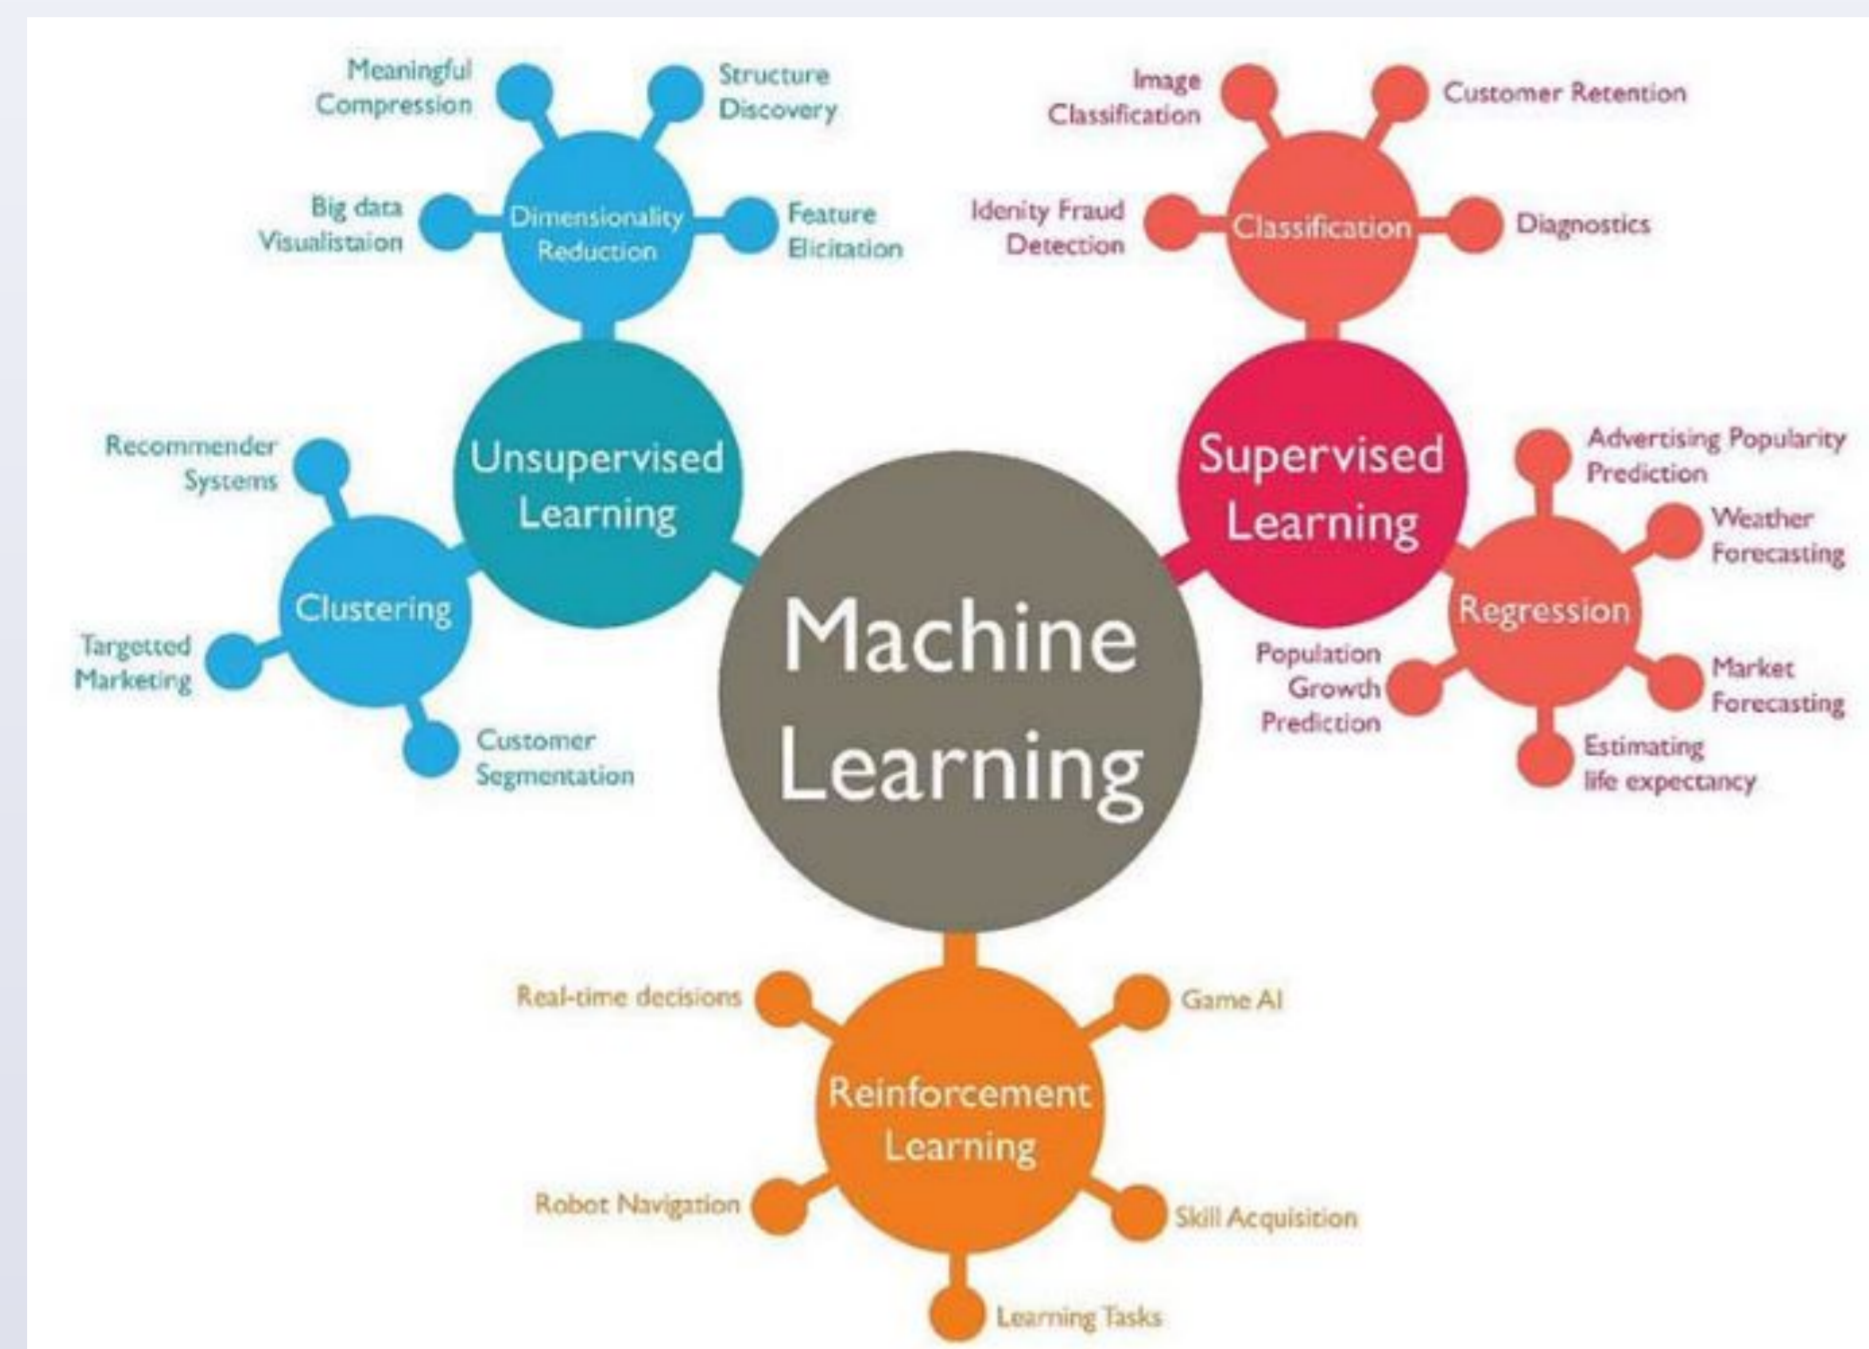 Meaningful
Compression
Structure
Discovery
Big data
Visualistaion
Dimensionality
Reduction
Feature
Elicitation
Image
Classification
Customer Retention
Idenity Fraud
Detection
Classification
Diagnostics
Unsupervised
Learning
Recommender
Systems
Clustering
Targetted
Marketing
Customer
Segmentation
Machine
Learning
Supervised
Learning
Advertising Popularity
Prediction
Weather
Forecasting
Regression
Population
Growth
Prediction
Market
Forecasting
Estimating
life expectancy
Real-time decisions
Game AI
Reinforcement
Learning
Robot Navigation
Skill Acquisition
Learning Tasks